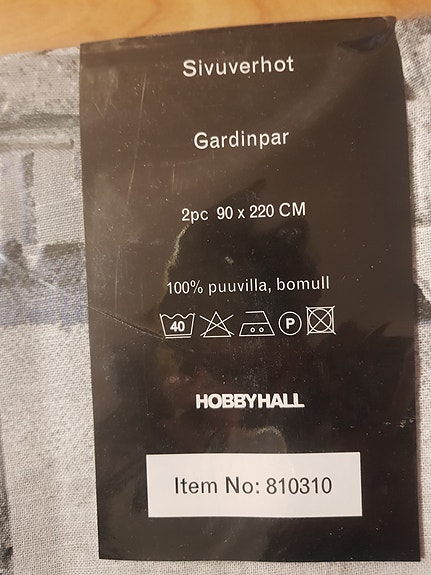 Sivuverhot
Gardinpar
2pc 90 x 220 CM
100% puuvilla, bomull
40 P
HOBBYHALL
Item No: 810310